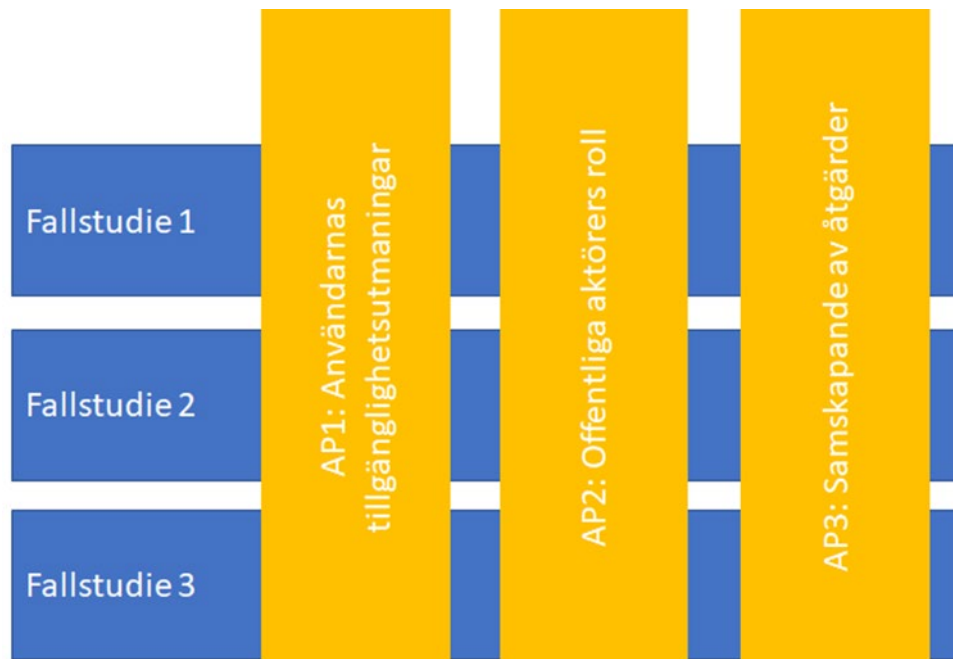 Fallstudie 1
Fallstudie 2
Fallstudie 3
AP1: Användarnas
tillgänglighetsutmaningar
AP2: Offentliga aktörers roll
AP3: Samskapande av åtgärder